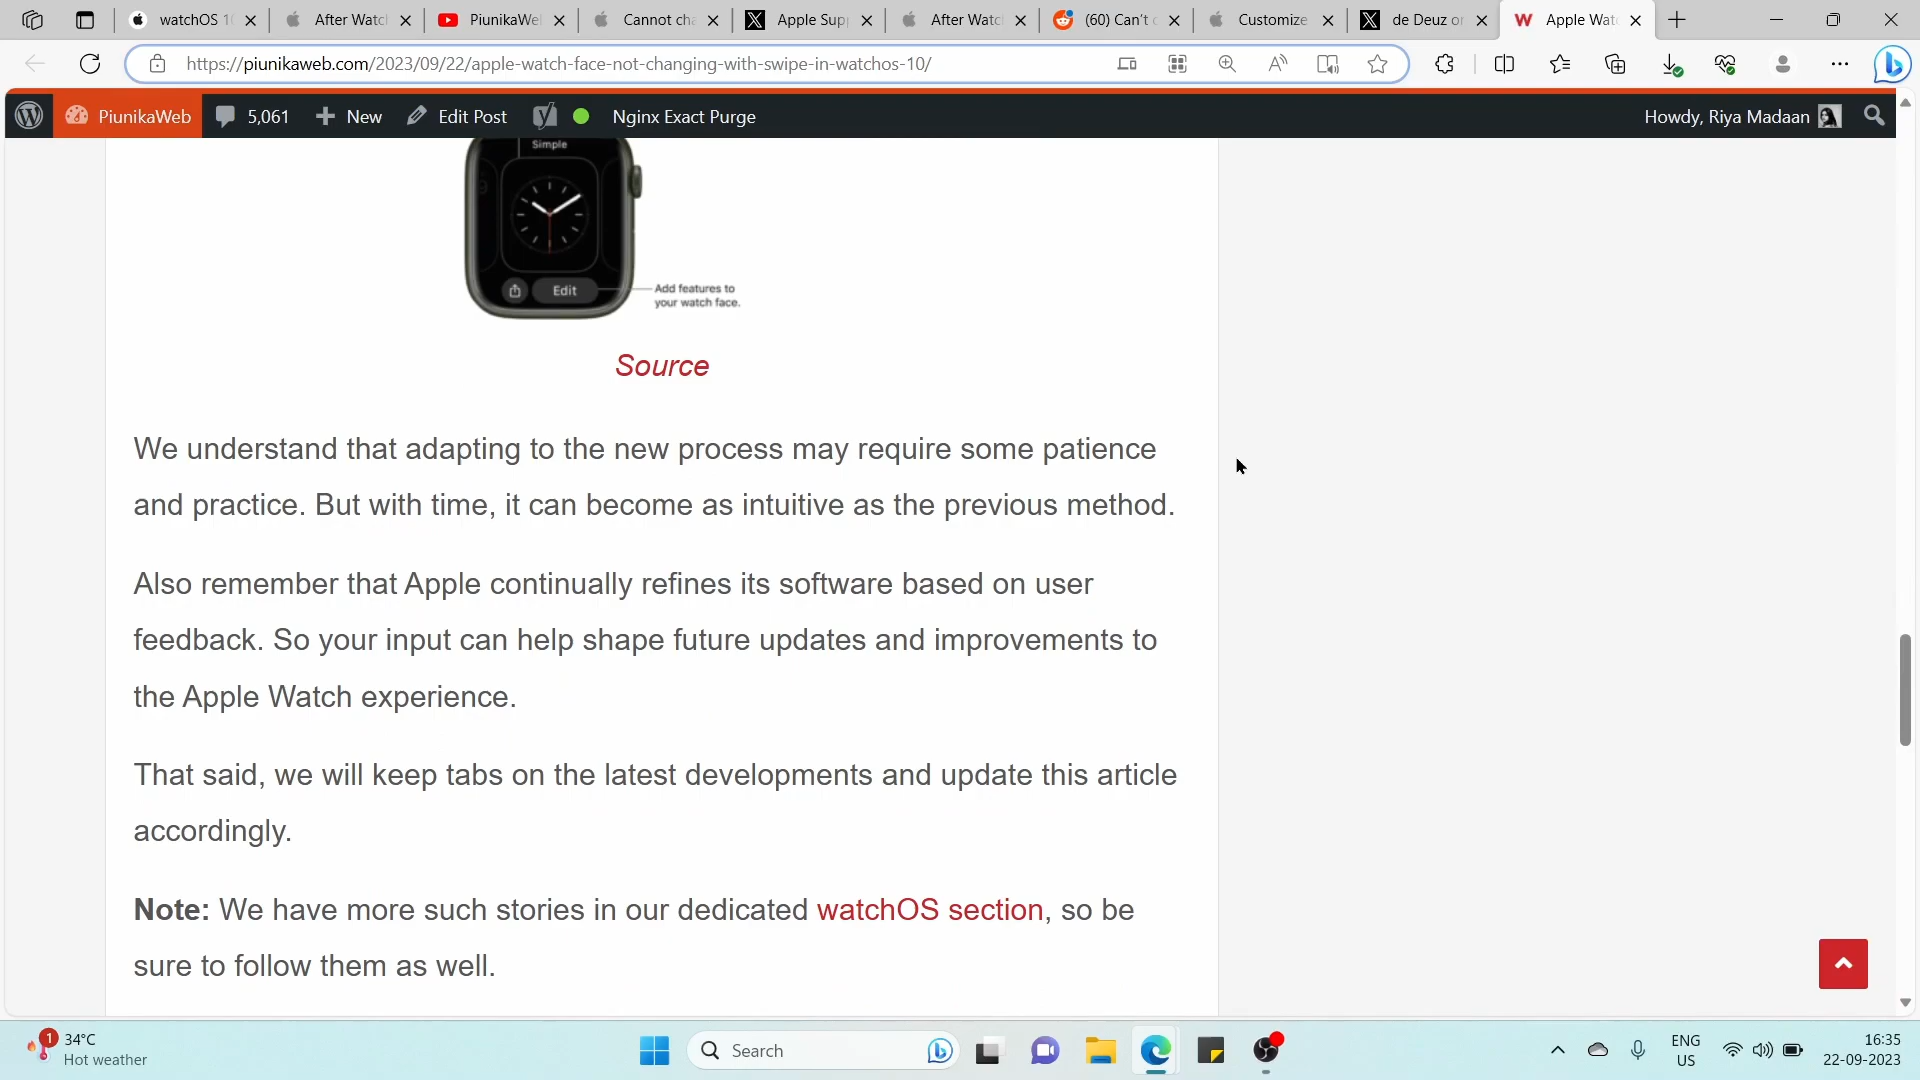 watchOS 10
After Watc
PiunikaWe
Cannot cha
Apple Supp
After Watc
(60) Can't c
Customize
de Deuz on
Apple Wat
https://piunikaweb.com/2023/09/22/apple-watch-face-not-changing-with-swipe-in-watchos-10/
PiunikaWeb
5,061
New
Edit Post
Nginx Exact Purge
Howdy, Riya Madaan
Simple
Edit
Add features to
your watch face.
Source
We understand that adapting to the new process may require some patience
and practice. But with time, it can become as intuitive as the previous method.
Also remember that Apple continually refines its software based on user
feedback. So your input can help shape future updates and improvements to
the Apple Watch experience.
That said, we will keep tabs on the latest developments and update this article
accordingly.
Note: We have more such stories in our dedicated watchOS section, so be
sure to follow them as well.
1
34°C
Hot weather
Search
ENG
US
16:35
22-09-2023